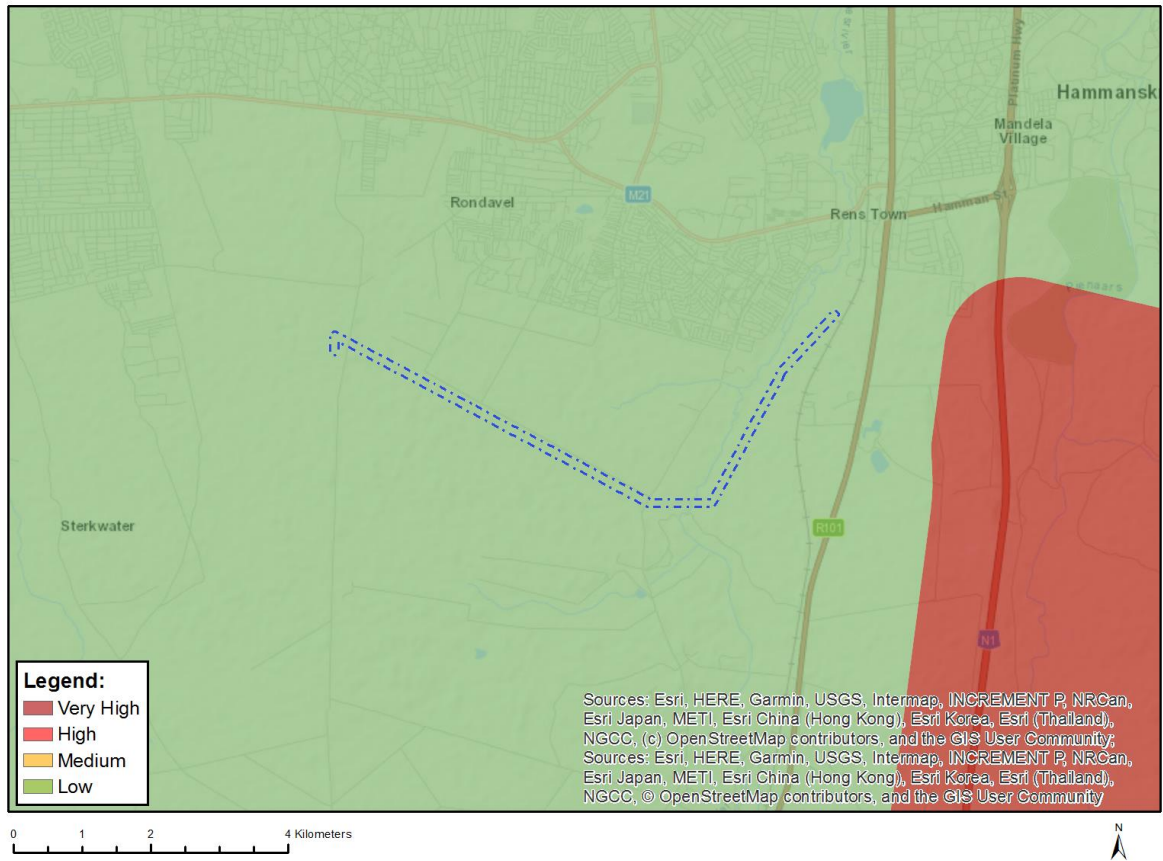 Hammansk
Platinum Hwy
Mandela
Village
Rondavel
M21
Rens Town
Hamman St
Pienaars
Sterkwater
R101
N1
Legend:
Very High
High
Medium
Low
Sources: Esri, HERE, Garmin, USGS, Intermap, INCREMENT P, NRCan,
Esri Japan, METI, Esri China (Hong Kong), Esri Korea, Esri (Thailand),
NGCC, (c) OpenStreetMap contributors, and the GIS User Community;
Sources: Esri, HERE, Garmin, USGS, Intermap, INCREMENT P, NRCan,
Esri Japan, METI, Esri China (Hong Kong), Esri Korea, Esri (Thailand),
NGCC, © OpenStreetMap contributors, and the GIS User Community
0 1 2 4 Kilometers
N